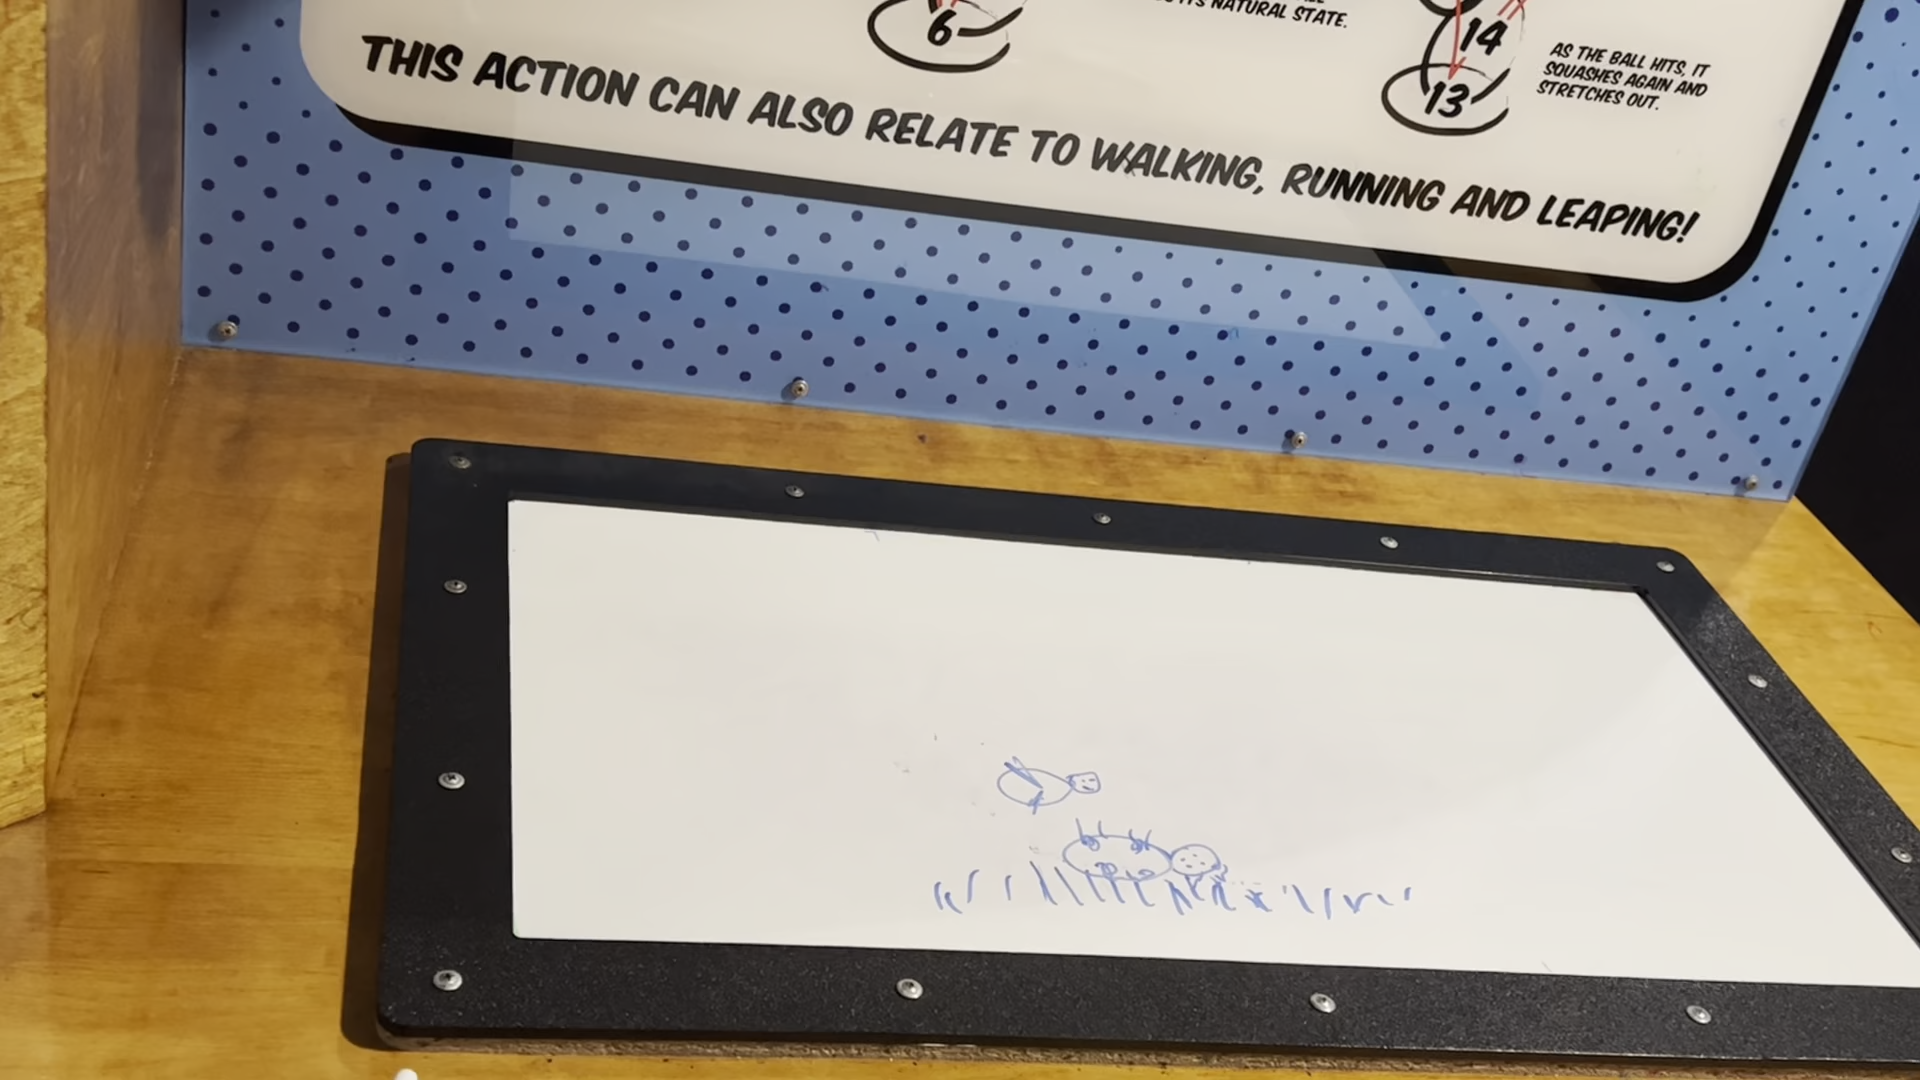 ITS NATURAL STATE.
6
14
13
AS THE BALL HITS, IT
SQUASHES AGAIN AND
STRETCHES OUT.
THIS ACTION CAN ALSO RELATE TO WALKING, RUNNING AND LEAPING!